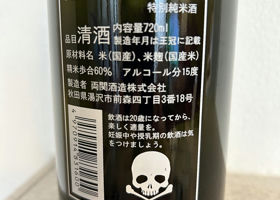 特別純米酒
品目 清酒 内容量720ml
製造年月は王冠に記載
原材料名 米(国産)、米麹(国産米)
精米歩合60% アルコール分15度
製造者 両関酒造株式会社
秋田県湯沢市前森四丁目3番18号
飲酒は20歳になってから、
楽しく適量を。
妊娠中や授乳期の飲酒は気
をつけましょう。